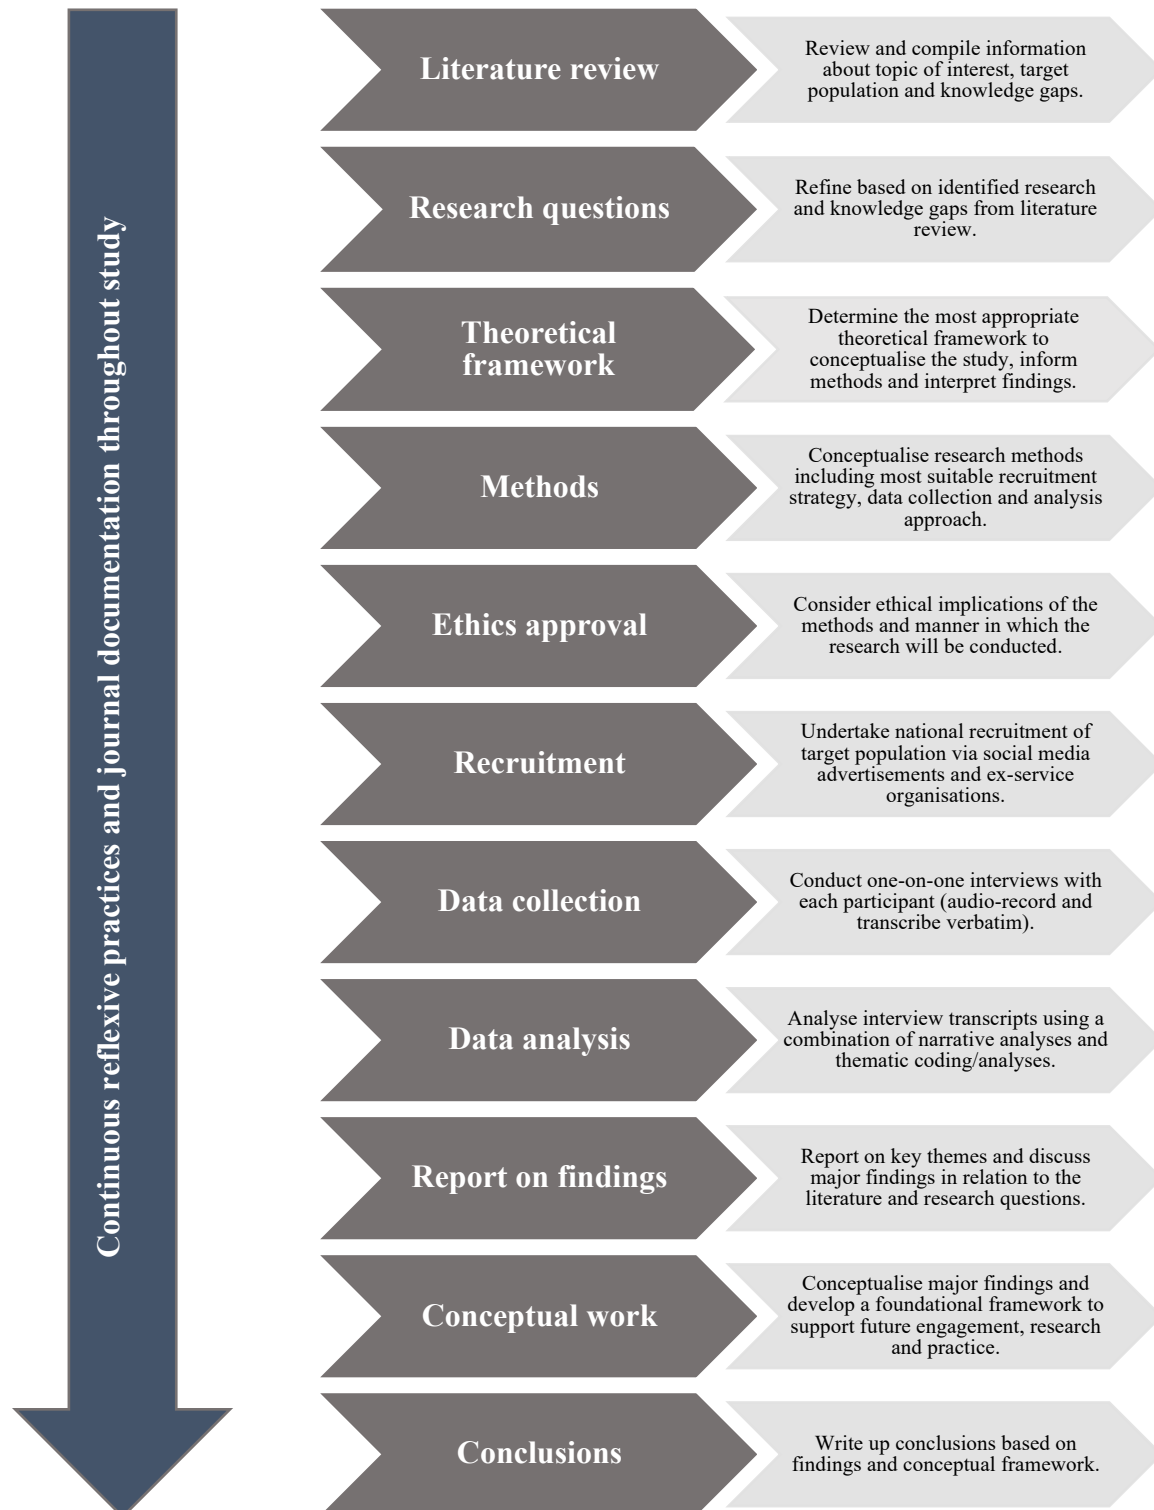 Continuous reflexive practices and journal documentation throughout study
Literature review
Review and compile information
about topic of interest, target
population and knowledge gaps.
Research questions
Refine based on identified research
and knowledge gaps from literature
review.
Theoretical
framework
Determine the most appropriate
theoretical framework to
conceptualise the study, inform
methods and interpret findings.
Methods
Conceptualise research methods
including most suitable recruitment
strategy, data collection and analysis
approach.
Ethics approval
Consider ethical implications of the
methods and manner in which the
research will be conducted.
Recruitment
Undertake national recruitment of
target population via social media
advertisements and ex-service
organisations.
Data collection
Conduct one-on-one interviews with
each participant (audio-record and
transcribe verbatim).
Data analysis
Analyse interview transcripts using a
combination of narrative analyses and
thematic coding/analyses.
Report on findings
Report on key themes and discuss
major findings in relation to the
literature and research questions.
Conceptual work
Conceptualise major findings and
develop a foundational framework to
support future engagement, research
and practice.
Conclusions
Write up conclusions based on
findings and conceptual framework.